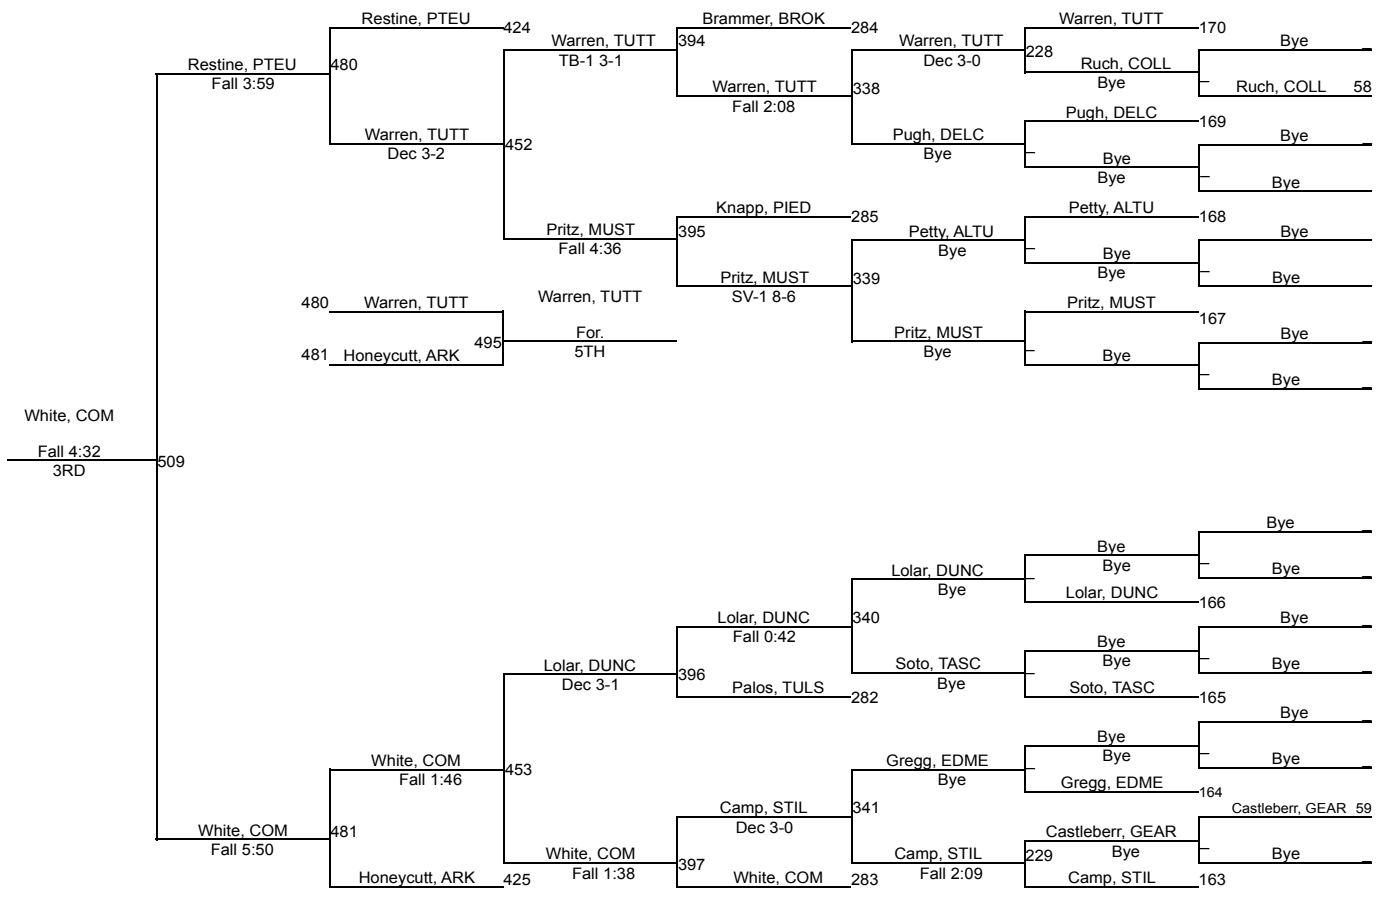 Restine, PTEU 424 Brammer, BROK 284 Warren, TUTT 170
Warren, TUTT 394 Warren, TUTT 228 Bye _
TB-1 3-1 Dec 3-0
Restine, PTEU 480 Ruch, COLL _
Fall 3:59 Bye
Warren, TUTT 338 Ruch, COLL 58
Fall 2:08
Pugh, DELC 169
Warren, TUTT 452 Pugh, DELC Bye _
Dec 3-2 Bye
_ Bye
Bye _
Bye _
Knapp, PIED 285 Petty, ALTU 168
Pritz, MUST 395 Petty, ALTU Bye _
Fall 4:36 Bye
_ Bye
Bye _
Pritz, MUST 339 Bye _
SV-1 8-6
480 Warren, TUTT Warren, TUTT Pritz, MUST 167
495 For. Pritz, MUST Bye _
5TH Bye
481 Honeycutt, ARK _ Bye
_
Bye _
White, COM
Fall 4:32 509
3RD
Bye _
Bye
Bye _
Lolar, DUNC _ Bye _
Bye
Lolar, DUNC 166
Lolar, DUNC 340 Bye _
Fall 0:42
Bye
Bye _
Lolar, DUNC 396 Soto, TASC _ Bye _
Dec 3-1 Bye
Palos, TULS 282 Soto, TASC 165
Bye _
Bye
Bye _
White, COM 453 Gregg, EDME _ Bye _
Fall 1:46 Bye
Gregg, EDME 164
Camp, STIL 341 Castleberr, GEAR 59
Dec 3-0
White, COM 481 Castleberr, GEAR
Fall 5:50 Bye _
White, COM 397 Camp, STIL 229 Bye _
Fall 1:38 Fall 2:09
Honeycutt, ARK 425 White, COM 283 Camp, STIL 163